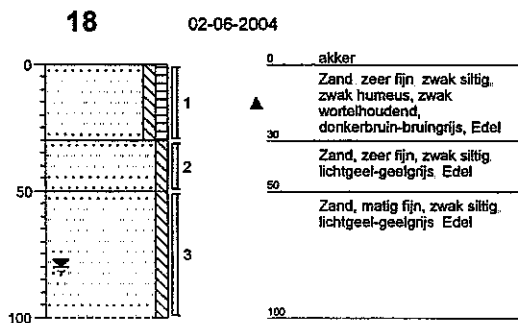 18 02-06-2004
0 0 akker
Zand, zeer fijn, zwak siltig,
1 zwak humeus, zwak
wortelhoudend,
donkerbruin-bruingrijs, Edel
30
2 Zand, zeer fijn, zwak siltig,
lichtgeel-geelgrijs, Edel
50 50
Zand, matig fijn, zwak siltig,
lichtgeel-geelgrijs, Edel
3
100 100